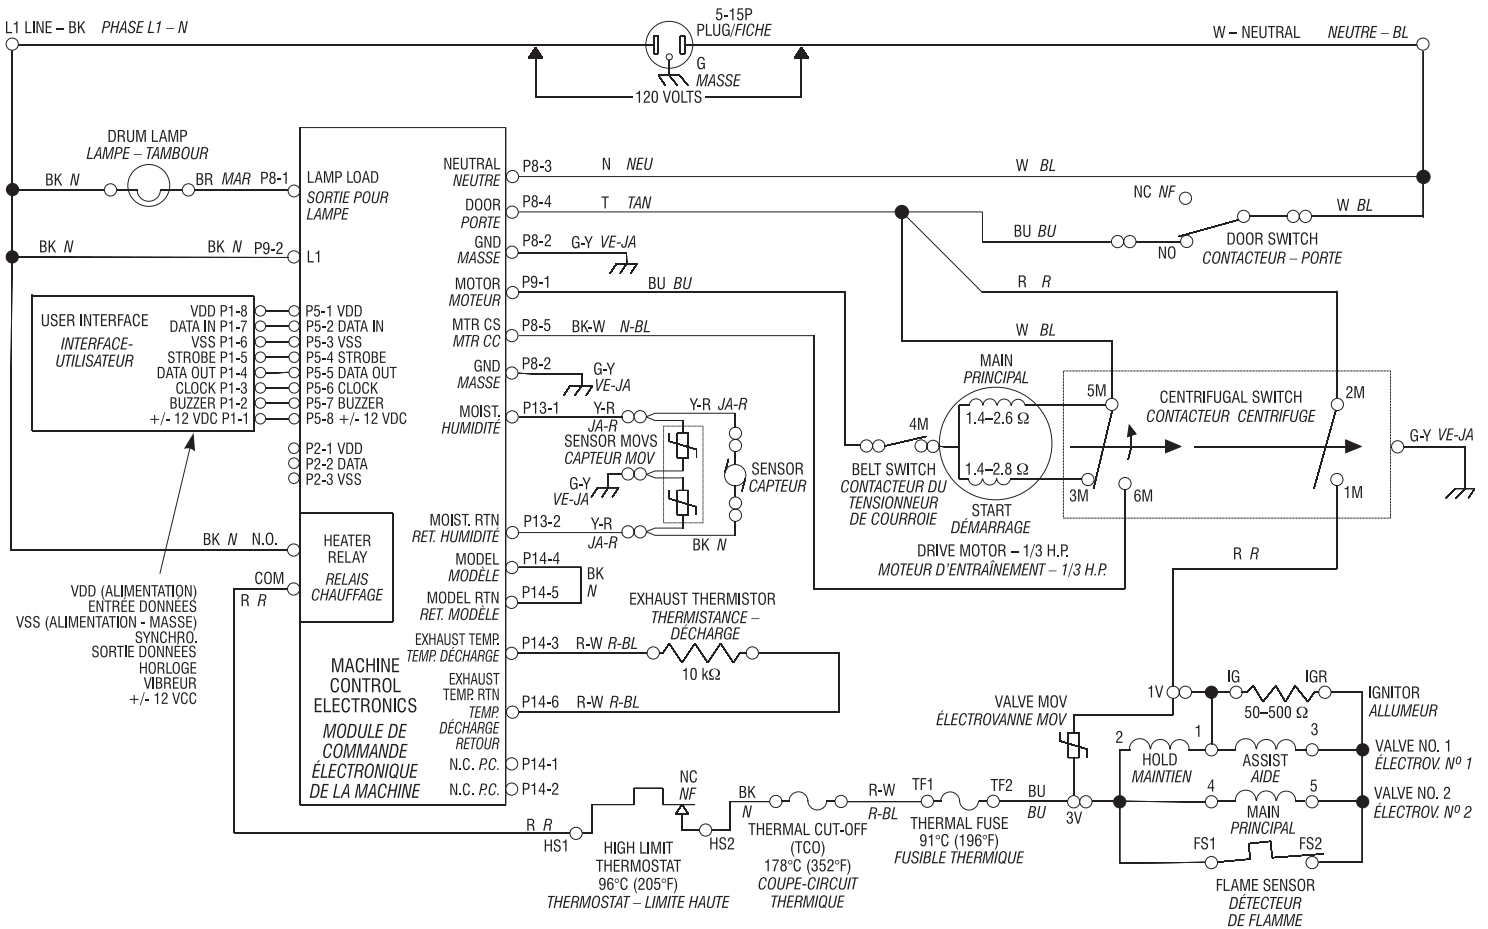 L1 LINE – BK PHASE L1 – N
5-15P
PLUG/FICHE
W – NEUTRAL NEUTRE – BL
G
MASSE
120 VOLTS
DRUM LAMP
LAMPE – TAMBOUR
BK N
BR MAR P8-1
LAMP LOAD
SORTIE POUR
LAMPE
BK N
BK N P9-2
L1
NEUTRAL
NEUTRE
P8-3
N NEU
W BL
DOOR
PORTE
P8-4
T TAN
GND
MASSE
P8-2
G-Y VE-JA
MOTOR
MOTEUR
P9-1
BU BU
MTR CS
MTR CC
P8-5
BK-W N-BL
GND
MASSE
P8-2
G-Y
VE-JA
NC NF
W BL
BU BU
NO
DOOR SWITCH
CONTACTEUR – PORTE
R R
W BL
USER INTERFACE
INTERFACE-
UTILISATEUR
VDD P1-8
DATA IN P1-7
VSS P1-6
STROBE P1-5
DATA OUT P1-4
CLOCK P1-3
BUZZER P1-2
+/- 12 VDC P1-1
P5-1 VDD
P5-2 DATA IN
P5-3 VSS
P5-4 STROBE
P5-5 DATA OUT
P5-6 CLOCK
P5-7 BUZZER
P5-8 +/- 12 VDC
P2-1 VDD
P2-2 DATA
P2-3 VSS
MOIST.
HUMIDITÉ
P13-1
Y-R
JA-R
Y-R JA-R
SENSOR MOVS
CAPTEUR MOV
G-Y
VE-JA
SENSOR
CAPTEUR
MOIST. RTN
RET. HUMIDITÉ
P13-2
Y-R
JA-R
BK N
MAIN
PRINCIPAL
1.4–2.6 Ω
4M
1.4–2.8 Ω
START
DÉMARRAGE
BELT SWITCH
CONTACTEUR DU
TENSIONNEUR
DE COURROIE
DRIVE MOTOR – 1/3 H.P.
MOTEUR D'ENTRAÎNEMENT – 1/3 H.P.
5M
CENTRIFUGAL SWITCH
CONTACTEUR CENTRIFUGE
2M
3M
6M
1M
G-Y VE-JA
R R
BK N N.O.
HEATER
RELAY
RELAIS
CHAUFFAGE
COM
R R
VDD (ALIMENTATION)
ENTRÉE DONNÉES
VSS (ALIMENTATION - MASSE)
SYNCHRO.
SORTIE DONNÉES
HORLOGE
VIBREUR
+/- 12 VCC
MODEL
MODÈLE
P14-4
BK
N
MODEL RTN
RET. MODÈLE
P14-5
EXHAUST THERMISTOR
THERMISTANCE –
DÉCHARGE
10 kΩ
EXHAUST TEMP.
TEMP. DÉCHARGE
P14-3
R-W R-BL
EXHAUST
TEMP. RTN
TEMP.
DÉCHARGE
RETOUR
P14-6
R-W R-BL
N.C. P.C.
P14-1
N.C. P.C.
P14-2
MACHINE
CONTROL
ELECTRONICS
MODULE DE
COMMANDE
ÉLECTRONIQUE
DE LA MACHINE
R R
HS1
NC
NF
HS2
HIGH LIMIT
THERMOSTAT
96°C (205°F)
THERMOSTAT – LIMITE HAUTE
BK
N
THERMAL CUT-OFF
(TCO)
178°C (352°F)
COUPE-CIRCUIT
THERMIQUE
R-W
R-BL
TF1
TF2
THERMAL FUSE
91°C (196°F)
FUSIBLE THERMIQUE
BU
BU
3V
VALVE MOV
ÉLECTROVANNE MOV
1V
IG
IGR
50–500 Ω
IGNITOR
ALLUMEUR
2
HOLD
MAINTIEN
1
ASSIST
AIDE
3
VALVE NO. 1
ÉLECTROV. Nº 1
4
MAIN
PRINCIPAL
5
VALVE NO. 2
ÉLECTROV. Nº 2
FS1
FS2
FLAME SENSOR
DÉTECTEUR
DE FLAMME